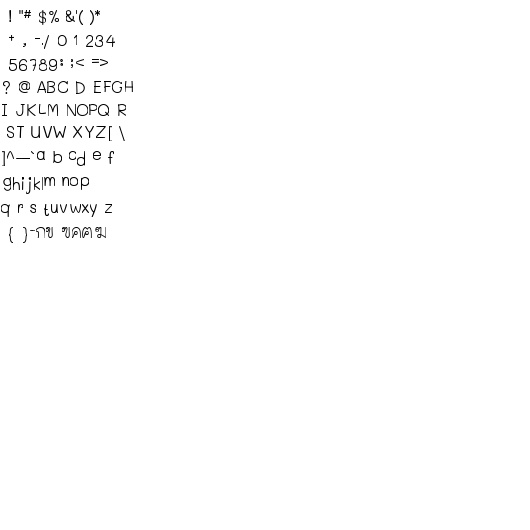 ! "# $% &'( )*
+ , -./ 0 1 234
56789: ;< =>
? @ ABC D EFGH
I JKLM NOPQ R
ST UVW XYZ[ \
]^_`a b cd e f
ghijklm nop
q r s tuvwxy z
{ }~กข ฃคฅฆ